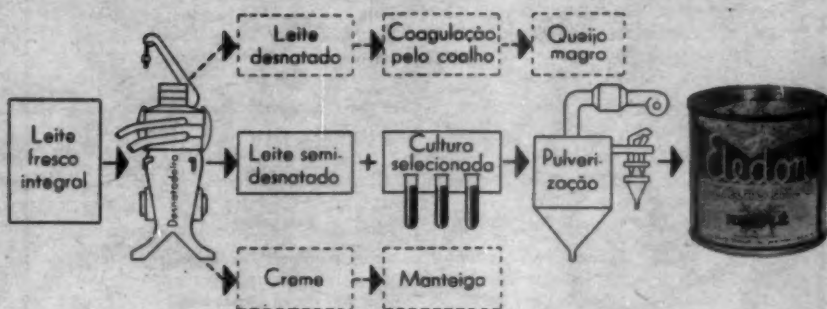 Leite
desnatado
Coagulação
pelo coalho
Queijo
magro
Leite
fresco
integral
Desnatadeira
Leite semi-
desnatado
+
Cultura
selecionada
Pulveri-
zação
Eledon
Creme
Manteiga